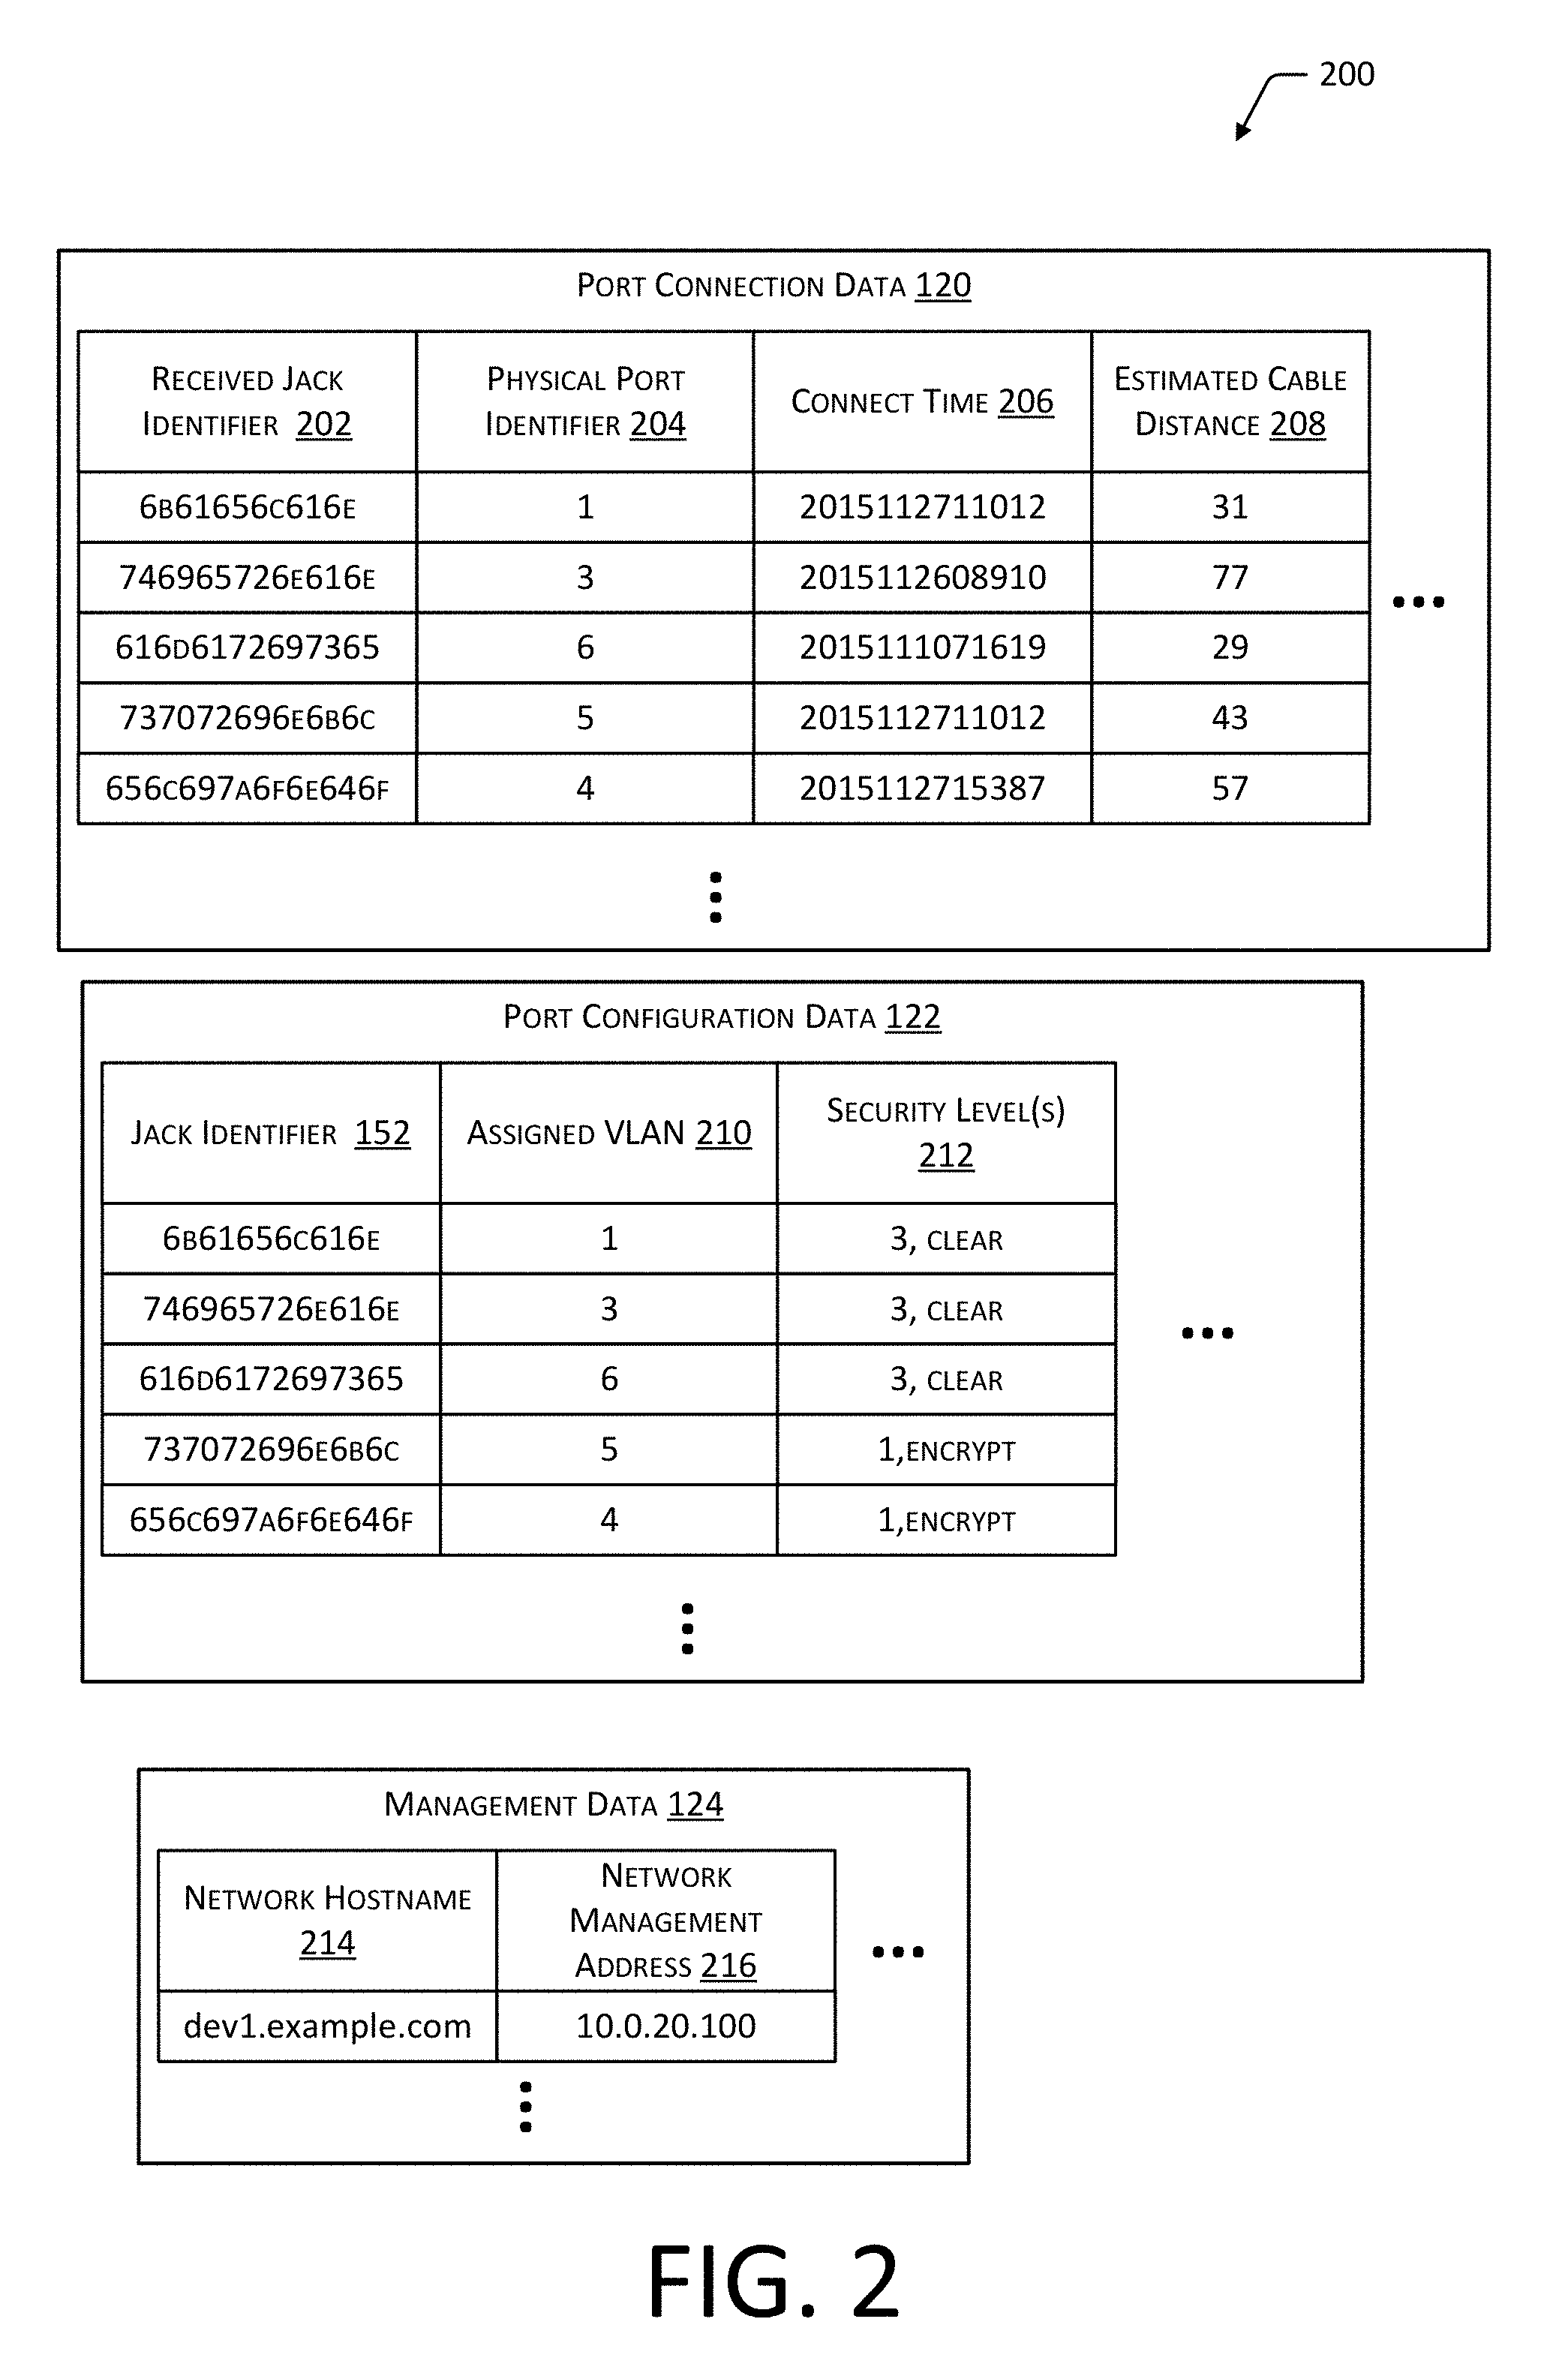 200
Port Connection Data 120
Received Jack Identifier 202
Physical Port Identifier 204
Connect Time 206
Estimated Cable Distance 208
6B61656C616E 1 2015112711012 31
746965726E616E 3 2015112608910 77
616D6172697365 6 2015111071619 29
737072696E6B6C 5 2015112711012 43
656C697A6F6E646F 4 2015112715387 57
Port Configuration Data 122
Jack Identifier 152
Assigned VLAN 210
Security Level(s) 212
6B61656C616E 1 3, clear
746965726E616E 3 3, clear
616D6172697365 6 3, clear
737072696E6B6C 5 1,encrypt
656C697A6F6E646F 4 1,encrypt
Management Data 124
Network Hostname 214
Network Management Address 216
dev1.example.com 10.0.20.100
FIG. 2